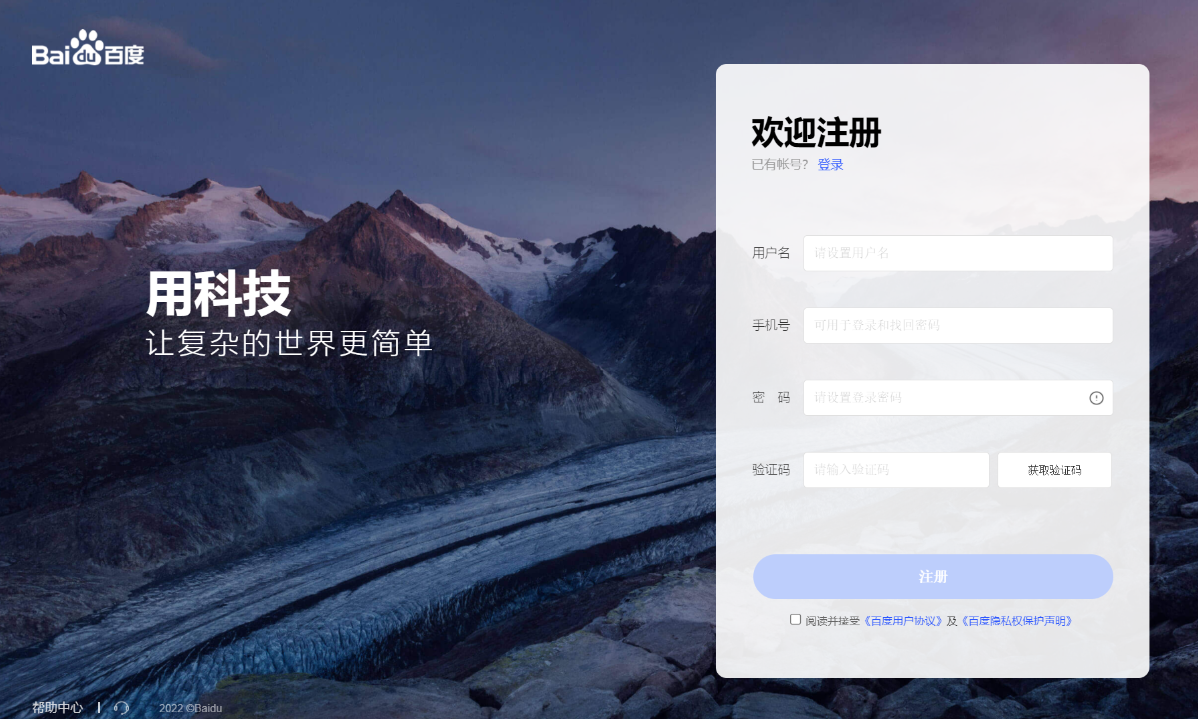 Bai du 百度
欢迎注册
已有帐号? 登录
用科技
让复杂的世界更简单
用户名 请设置用户名
手机号 可用于登录和找回密码
密 码 请设置登录密码
验证码 请输入验证码 获取验证码
注册
阅读并接受《百度用户协议》及《百度隐私权保护声明》
帮助中心 2022 ©Baidu